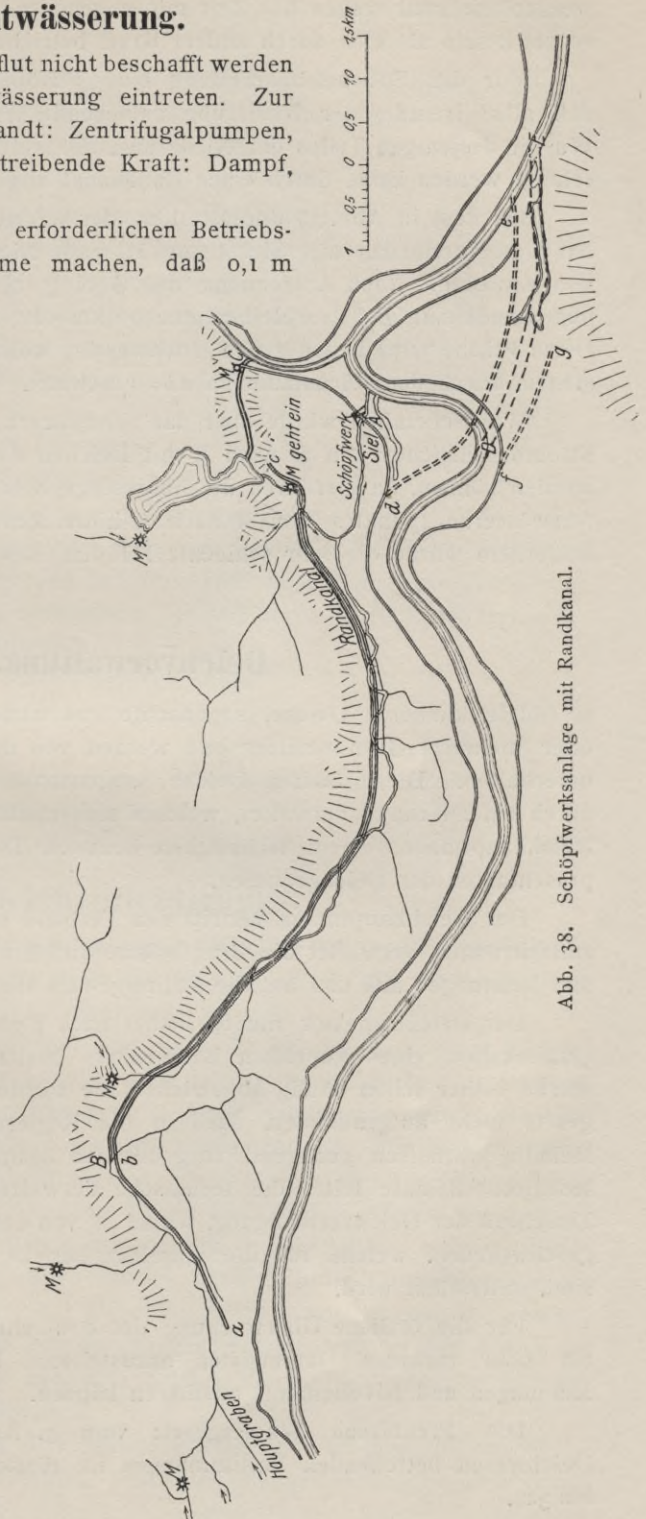 twässerung.
flut nicht beschafft werden
ässerung eintreten. Zur
andt: Zentrifugalpumpen,
treibende Kraft: Dampf,
erforderlichen Betriebs-
me machen, daß 0,1 m
1 0,5 0 0,5 1,0 1,5 km
M
C
c
M geht ein
M
Schöpfwerk
Siel A
Randkanal
d
e
f
g
f
B
b
M
M
a
M
Hauptgraben
Abb. 38. Schöpfwerksanlage mit Randkanal.